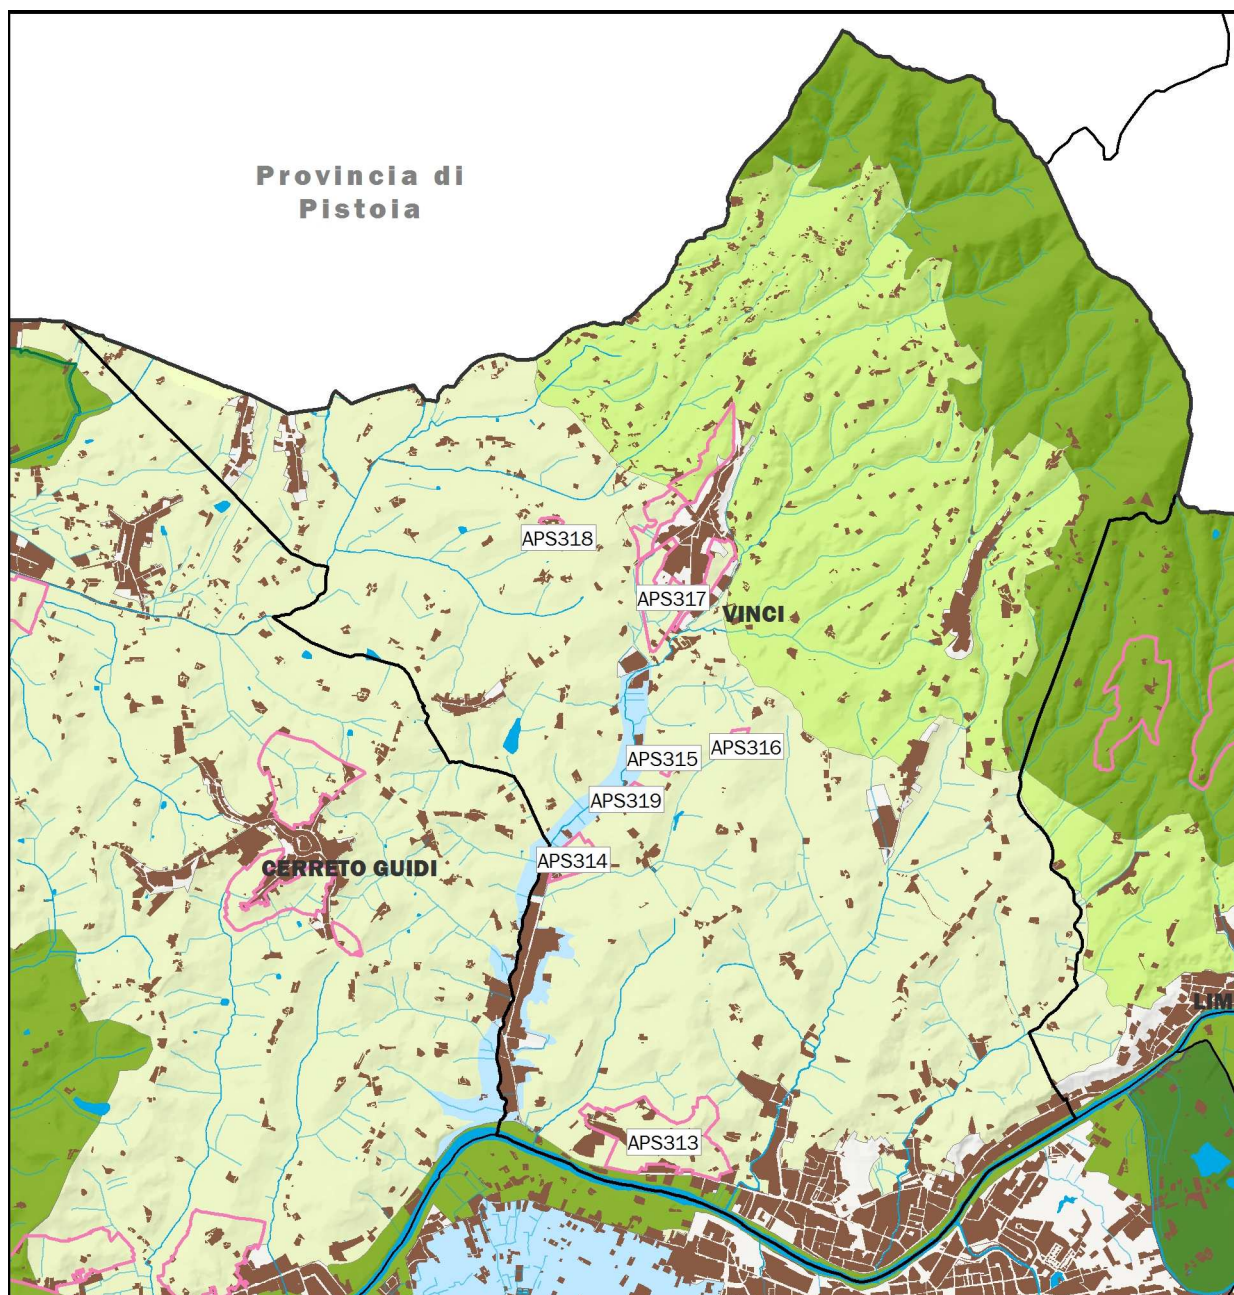 Provincia di
Pistoia
APS318
APS317
VINCI
APS315
APS316
APS319
APS314
CERRETO GUIDI
LIM
APS313